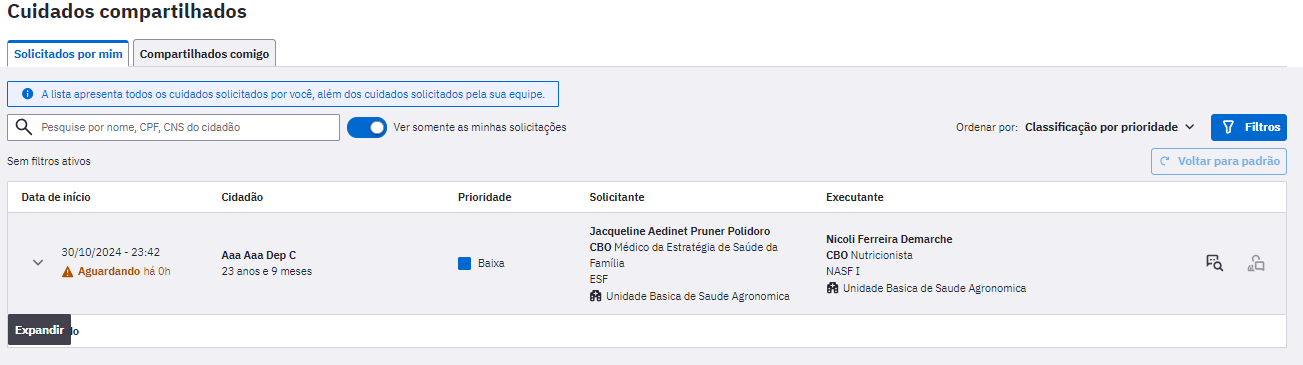 Cuidados compartilhados
Solicitados por mim Compartilhados comigo
A lista apresenta todos os cuidados solicitados por você, além dos cuidados solicitados pela sua equipe.
Pesquise por nome, CPF, CNS do cidadão Ver somente as minhas solicitações Ordenar por: Classificação por prioridade Filtros
Sem filtros ativos Voltar para padrão
Data de início Cidadão Prioridade Solicitante Executante
30/10/2024 - 23:42
Aguardando há 0h
Aaa Aaa Dep C
23 anos e 9 meses
Baixa
Jacqueline Aedinet Pruner Polidoro
CBO Médico da Estratégia de Saúde da
Família
ESF
Unidade Basica de Saude Agronomica
Nicoli Ferreira Demarche
CBO Nutricionista
NASF I
Unidade Basica de Saude Agronomica
Expandir